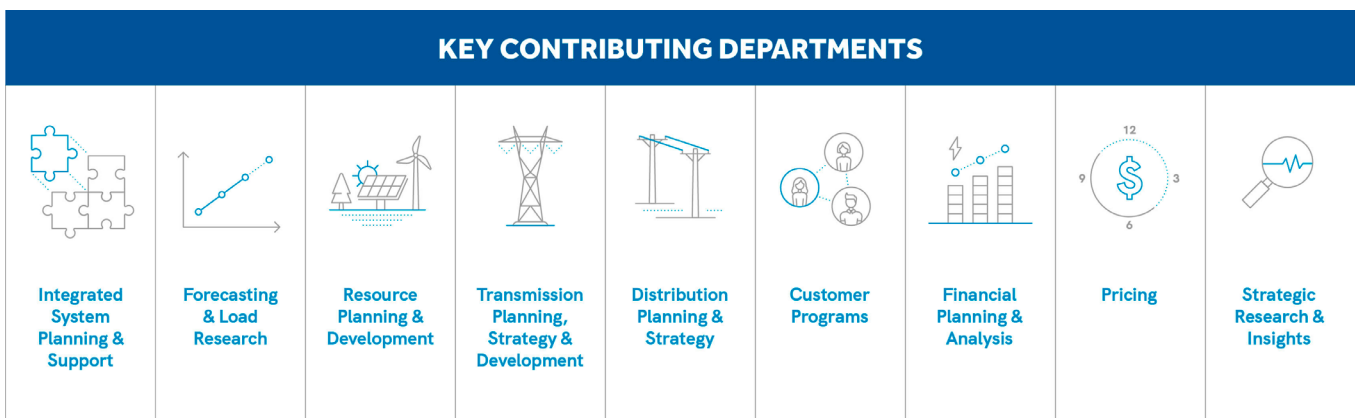 KEY CONTRIBUTING DEPARTMENTS
Integrated
System
Planning &
Support
Forecasting
& Load
Research
Resource
Planning &
Development
Transmission
Planning,
Strategy &
Development
Distribution
Planning &
Strategy
Customer
Programs
Financial
Planning &
Analysis
12
9
$
3
6
Pricing
Strategic
Research &
Insights